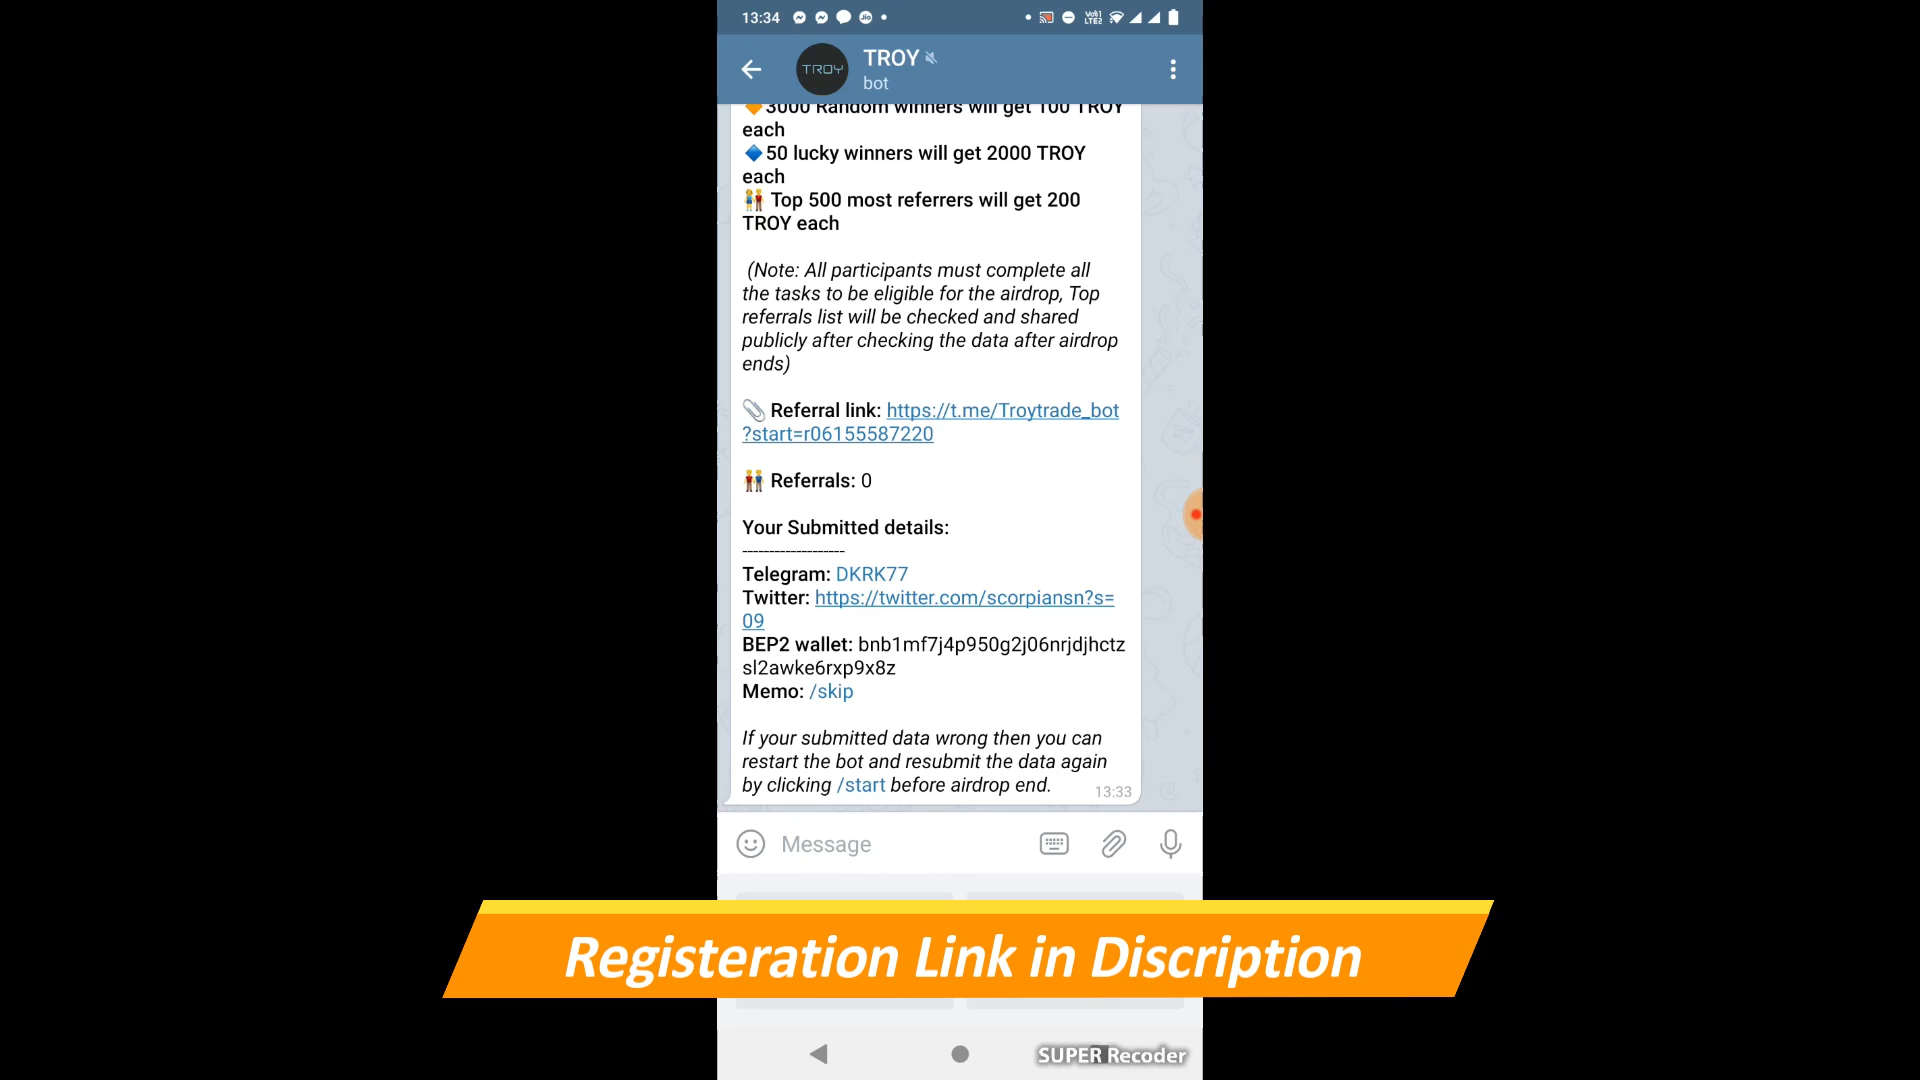 13:34
TROY
TROY
bot
3000 Random winners will get 100 TROY
each
50 lucky winners will get 2000 TROY
each
Top 500 most referrers will get 200
TROY each
(Note: All participants must complete all
the tasks to be eligible for the airdrop, Top
referrals list will be checked and shared
publicly after checking the data after airdrop
ends)
Referral link: https://t.me/Troytrade_bot
?start=r06155587220
Referrals: 0
Your Submitted details:
-------------------
Telegram: DKRK77
Twitter: https://twitter.com/scorpiansn?s=
09
BEP2 wallet: bnb1mf7j4p950g2j06nrjdjhctz
sl2awke6rxp9x8z
Memo: /skip
If your submitted data wrong then you can
restart the bot and resubmit the data again
by clicking /start before airdrop end.
13:33
Message
Registeration Link in Discription
SUPER Recoder